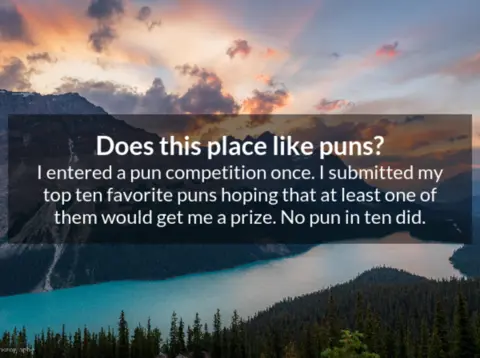 Does this place like puns?
I entered a pun competition once. I submitted my
top ten favorite puns hoping that at least one of
them would get me a prize. No pun in ten did.